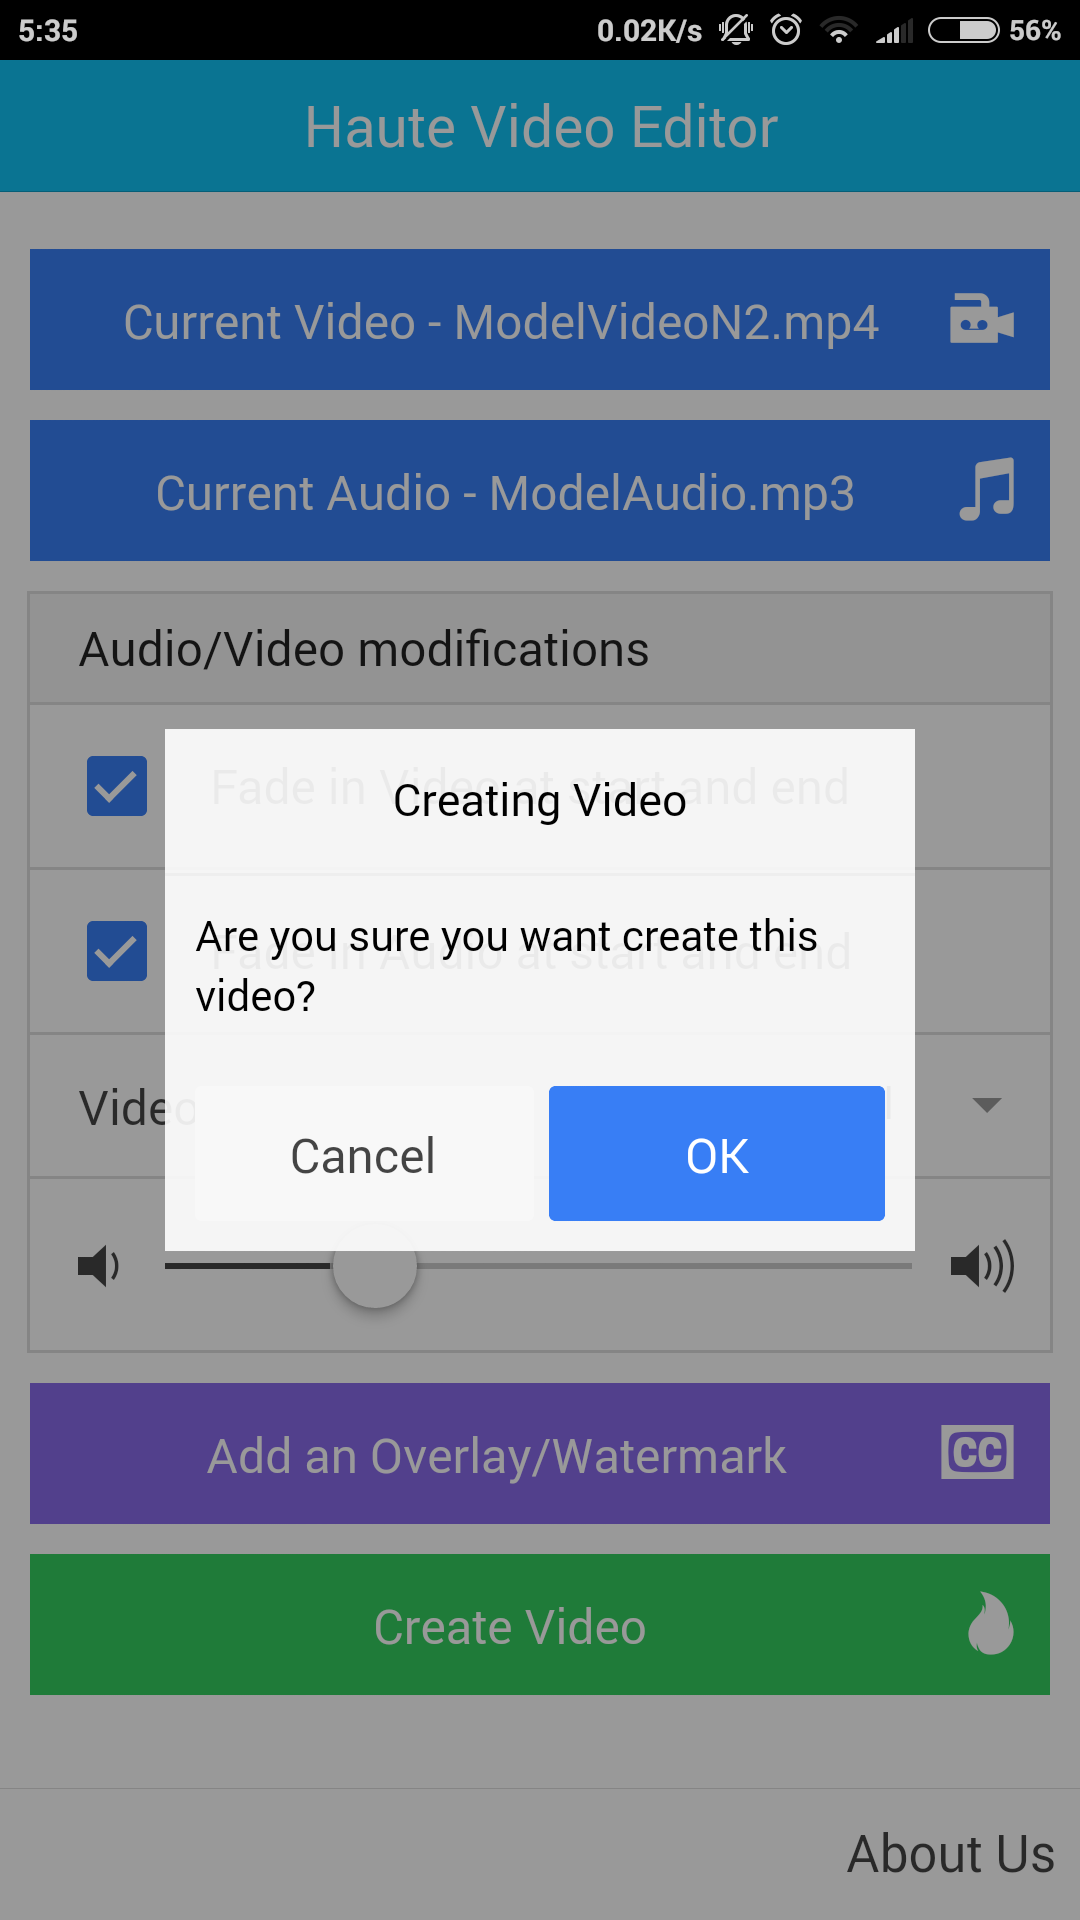 5:35 0.02K/s 56%
Haute Video Editor
Current Video - ModelVideoN2.mp4
Current Audio - ModelAudio.mp3
Audio/Video modifications
Fade in Video at start and end
Creating Video
Fade in Audio at start and end
Are you sure you want create this
video?
Video
Cancel OK
Add an Overlay/Watermark CC
Create Video
About Us